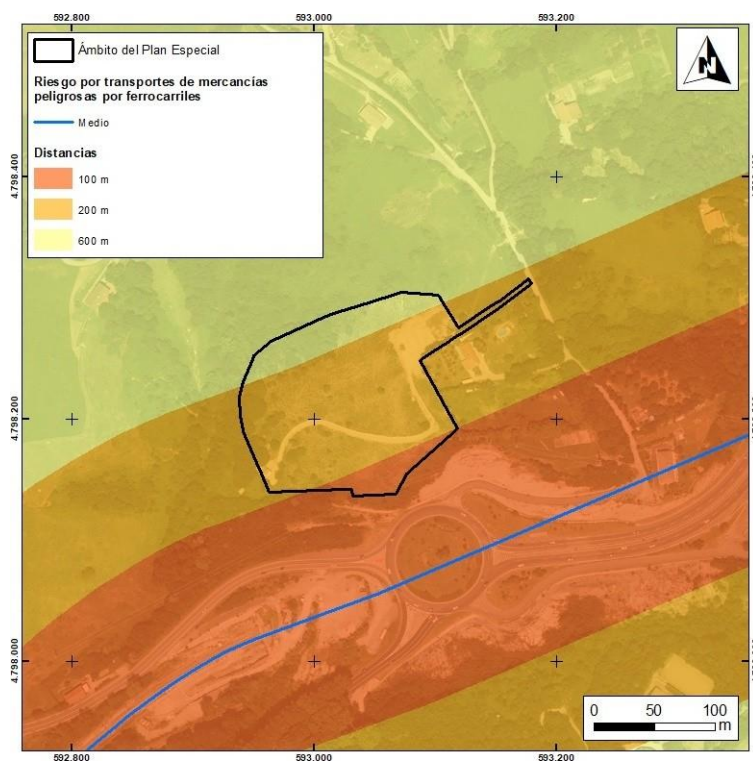 592.800 593.000 593.200
Ámbito del Plan Especial
Riesgo por transportes de mercancías
peligrosas por ferrocarriles
Medio
Distancias
100 m
200 m
600 m
N
4.798.400
4.798.200
4.798.000
0 50 100
m
592.800 593.000 593.200